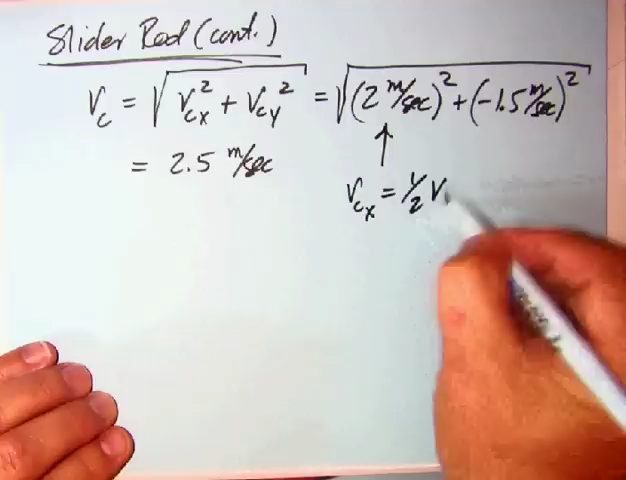 Slider Rod (cont.)
V_c = √(V_cx² + V_cy²) = √((2 m/sec)² + (-1.5 m/sec)²)
= 2.5 m/sec
↑
V_cx = 1/2 V